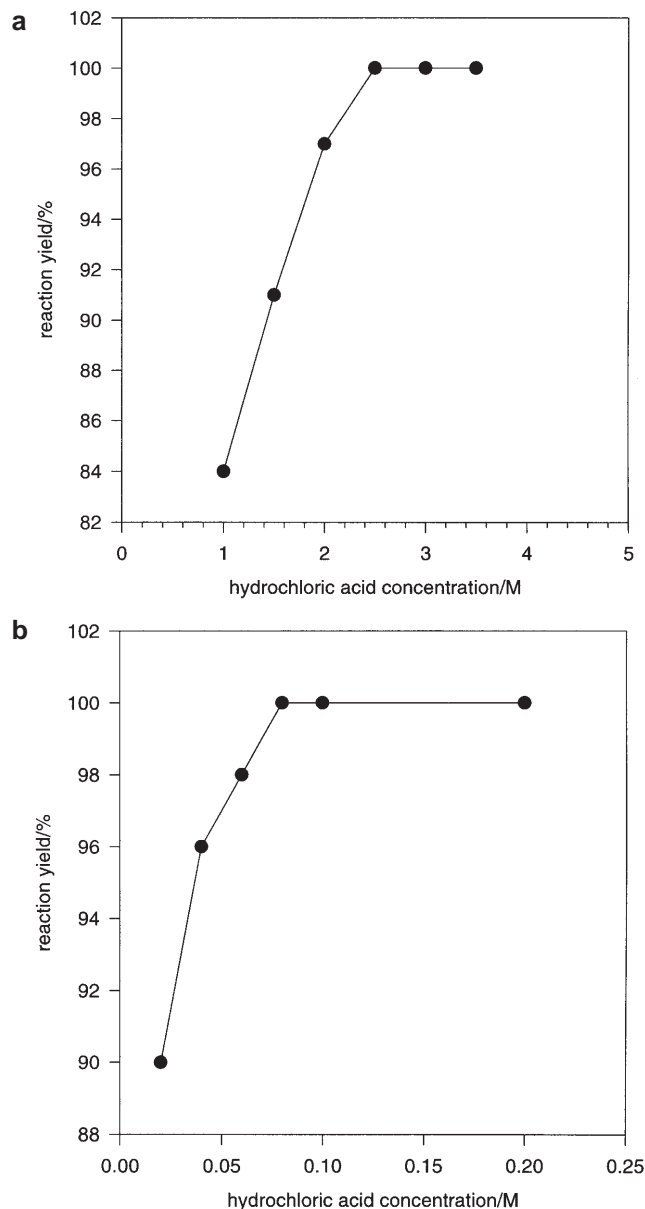 a
102
100
98
96
94
92
90
88
86
84
82
reaction yield/%
0 1 2 3 4 5
hydrochloric acid concentration/M
b
102
100
98
96
94
92
90
88
reaction yield/%
0.00 0.05 0.10 0.15 0.20 0.25
hydrochloric acid concentration/M